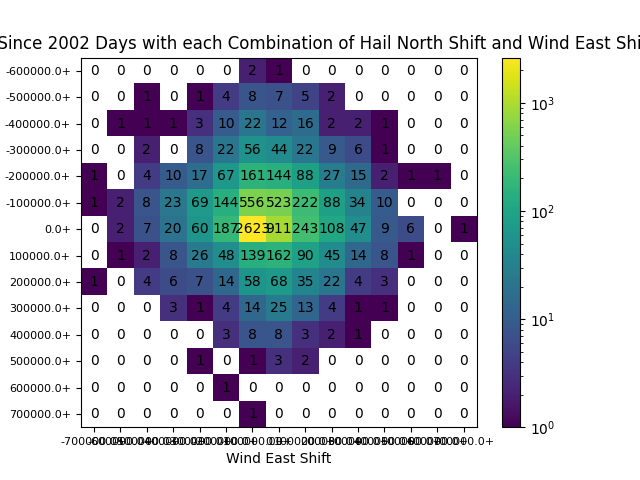 Since 2002 Days with each Combination of Hail North Shift and Wind East Shi
-600000.0+ 0 0 0 0 0 0 2 1 0 0 0 0 0 0 0
-500000.0+ 0 0 1 0 1 4 8 7 5 2 0 0 0 0 0
-400000.0+ 0 1 1 1 3 10 22 12 16 2 2 1 0 0 0
-300000.0+ 0 0 2 0 8 22 56 44 22 9 6 1 0 0 0
-200000.0+ 1 0 4 10 17 67 161 144 88 27 15 2 1 1 0
-100000.0+ 1 2 8 23 69 144 556 523 222 88 34 10 0 0 0
0.0+ 0 2 7 20 60 187 2623 911 243 108 47 9 6 0 1
100000.0+ 0 1 2 8 26 48 139 162 90 45 14 8 1 0 0
200000.0+ 1 0 4 6 7 14 58 68 35 22 4 3 0 0 0
300000.0+ 0 0 0 3 1 4 14 25 13 4 1 1 0 0 0
400000.0+ 0 0 0 0 0 3 8 8 3 2 1 0 0 0 0
500000.0+ 0 0 0 0 1 0 1 3 2 0 0 0 0 0 0
600000.0+ 0 0 0 0 0 1 0 0 0 0 0 0 0 0 0
700000.0+ 0 0 0 0 0 0 1 0 0 0 0 0 0 0 0
Wind East Shift
10³
10²
10¹
10⁰